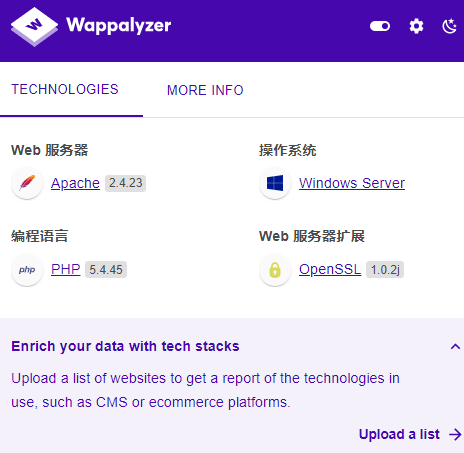 Wappalyzer
TECHNOLOGIES MORE INFO
Web 服务器
Apache 2.4.23
操作系统
Windows Server
编程语言
php PHP 5.4.45
Web 服务器扩展
OpenSSL 1.0.2j
Enrich your data with tech stacks
Upload a list of websites to get a report of the technologies in
use, such as CMS or ecommerce platforms.
Upload a list